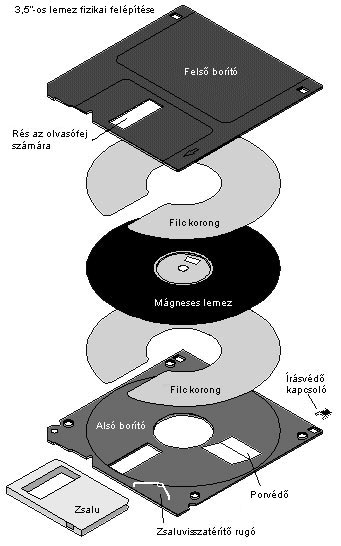 3,5"-os lemez fizikai felépítése
Felső borító
Rés az olvasófej
számára
Filckorong
Mágneses lemez
Filckorong
Írásvédő
kapcsoló
Alsó borító
Porvédő
Zsalu
Zsaluvisszatérítő rugó